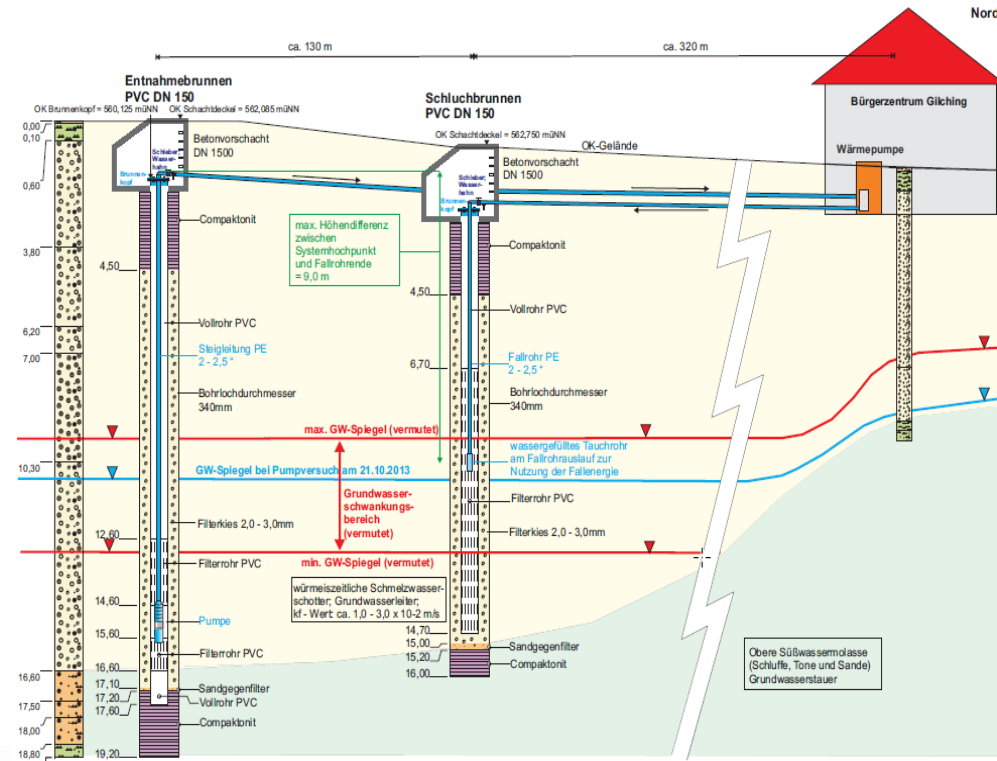 Nord
ca. 130 m
ca. 320 m
Entnahmebrunnen
PVC DN 150
OK Brunnenkopf = 560,125 müNN
OK Schachtdeckel = 562,085 müNN
Schluchbrunnen
PVC DN 150
OK Schachtdeckel = 562,750 müNN
Bürgerzentrum Gilching
Wärmepumpe
OK-Gelände
0,00
0,10
0,60
3,80
6,20
7,00
10,30
16,60
17,50
18,00
18,80
Betonvorschacht
DN 1500
Schieber,
Wasser-
hahn
Brunnen-
kopf
Compaktonit
4,50
Vollrohr PVC
Steigleitung PE
2 - 2,5 "
Bohrlochdurchmesser
340mm
max. Höhendifferenz
zwischen
Systemhochpunkt
und Fallrohrende
= 9,0 m
Betonvorschacht
DN 1500
Schieber,
Wasser-
hahn
Brunnen-
kopf
Compaktonit
4,50
Vollrohr PVC
6,70
Fallrohr PE
2 - 2,5 "
Bohrlochdurchmesser
340mm
max. GW-Spiegel (vermutet)
wassergefülltes Tauchrohr
am Fallrohrauslauf zur
Nutzung der Fallenergie
GW-Spiegel bei Pumpversuch am 21.10.2013
Grundwasser-
schwankungs-
bereich
(vermutet)
Filterrohr PVC
Filterkies 2,0 - 3,0mm
Filterkies 2,0 - 3,0mm
12,60
min. GW-Spiegel (vermutet)
Filterrohr PVC
würmeiszeitliche Schmelzwasser-
schotter; Grundwasserleiter;
kf - Wert: ca. 1,0 - 3,0 x 10-2 m/s
14,60
Pumpe
15,60
Filterrohr PVC
16,60
17,10
Sandgegenfilter
17,20
Vollrohr PVC
17,60
Compaktonit
19,20
14,70
15,00
Sandgegenfilter
15,20
Compaktonit
16,00
Obere Süßwassermolasse
(Schluffe, Tone und Sande)
Grundwasserstauer